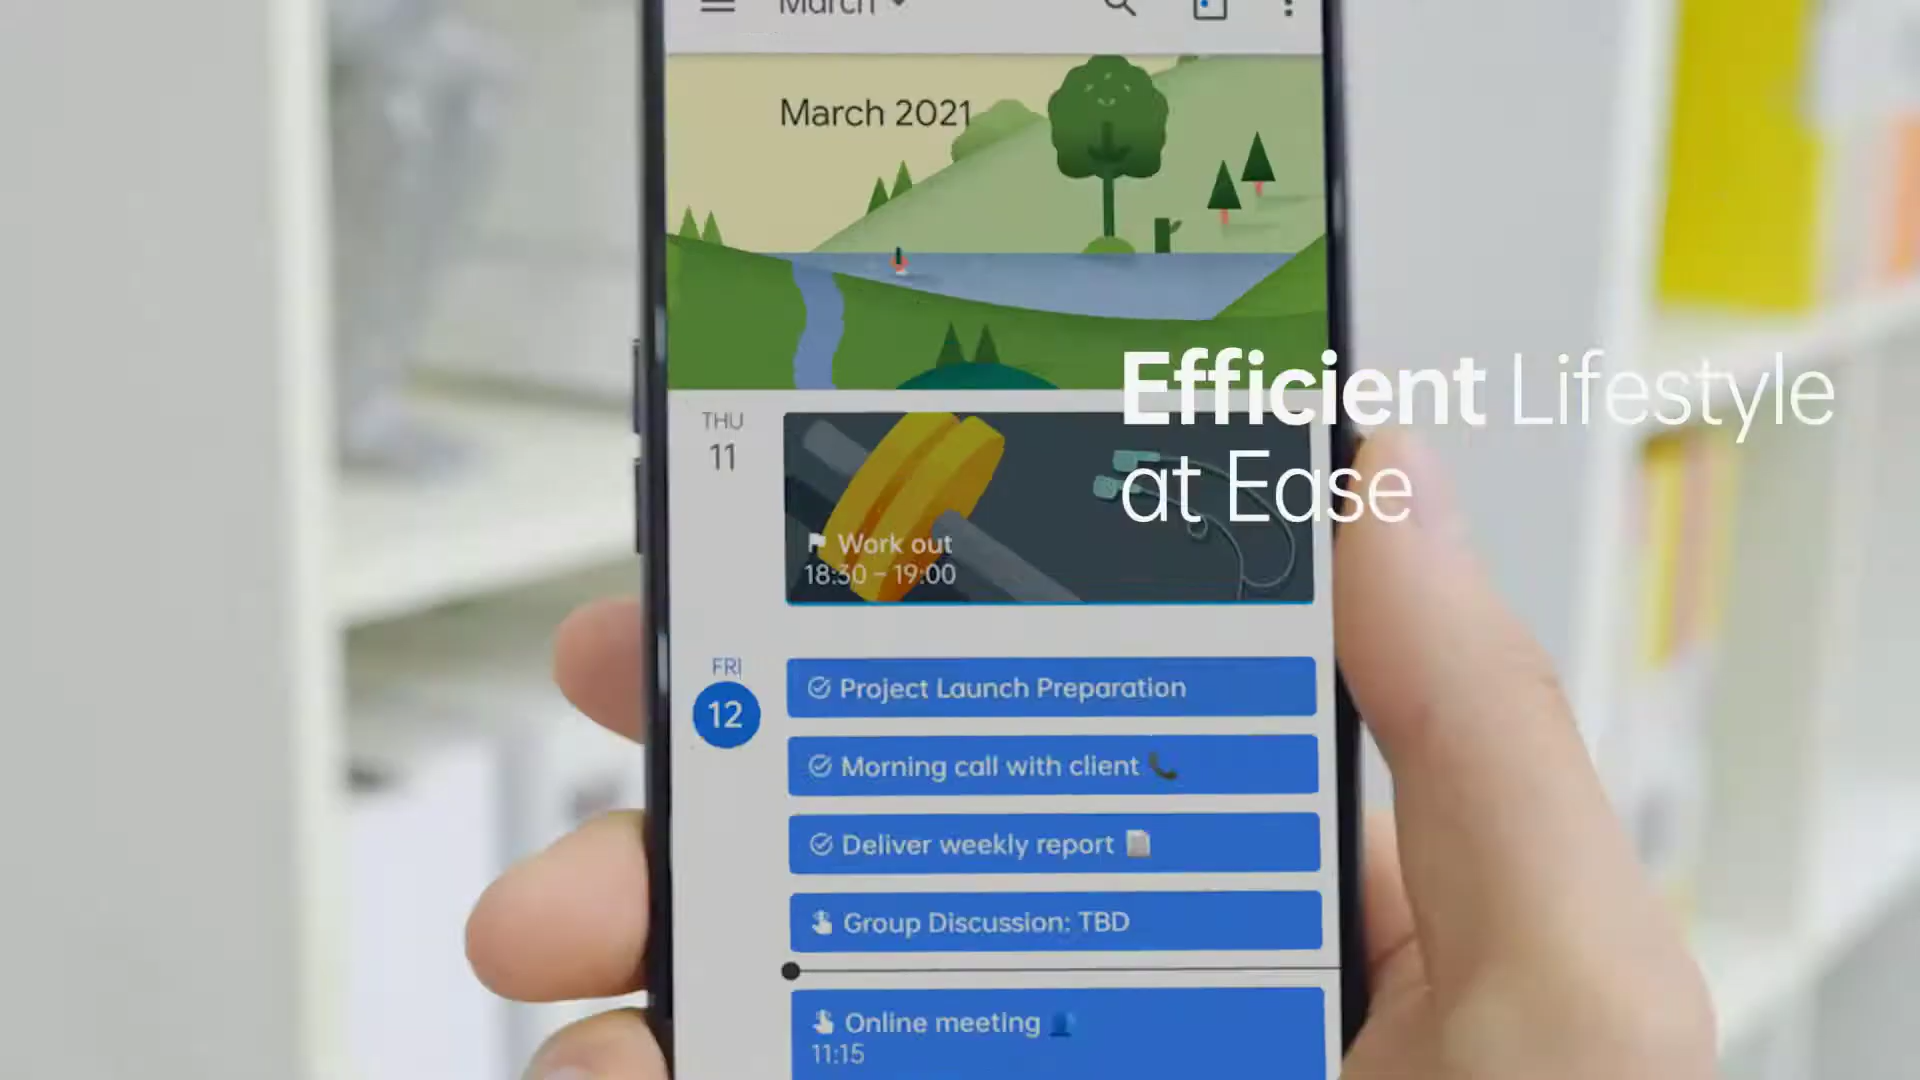 March
March 2021
Efficient Lifestyle
at Ease
THU
11
Work out
18:30 – 19:00
FRI
12
Project Launch Preparation
Morning call with client
Deliver weekly report
Group Discussion: TBD
Online meeting
11:15